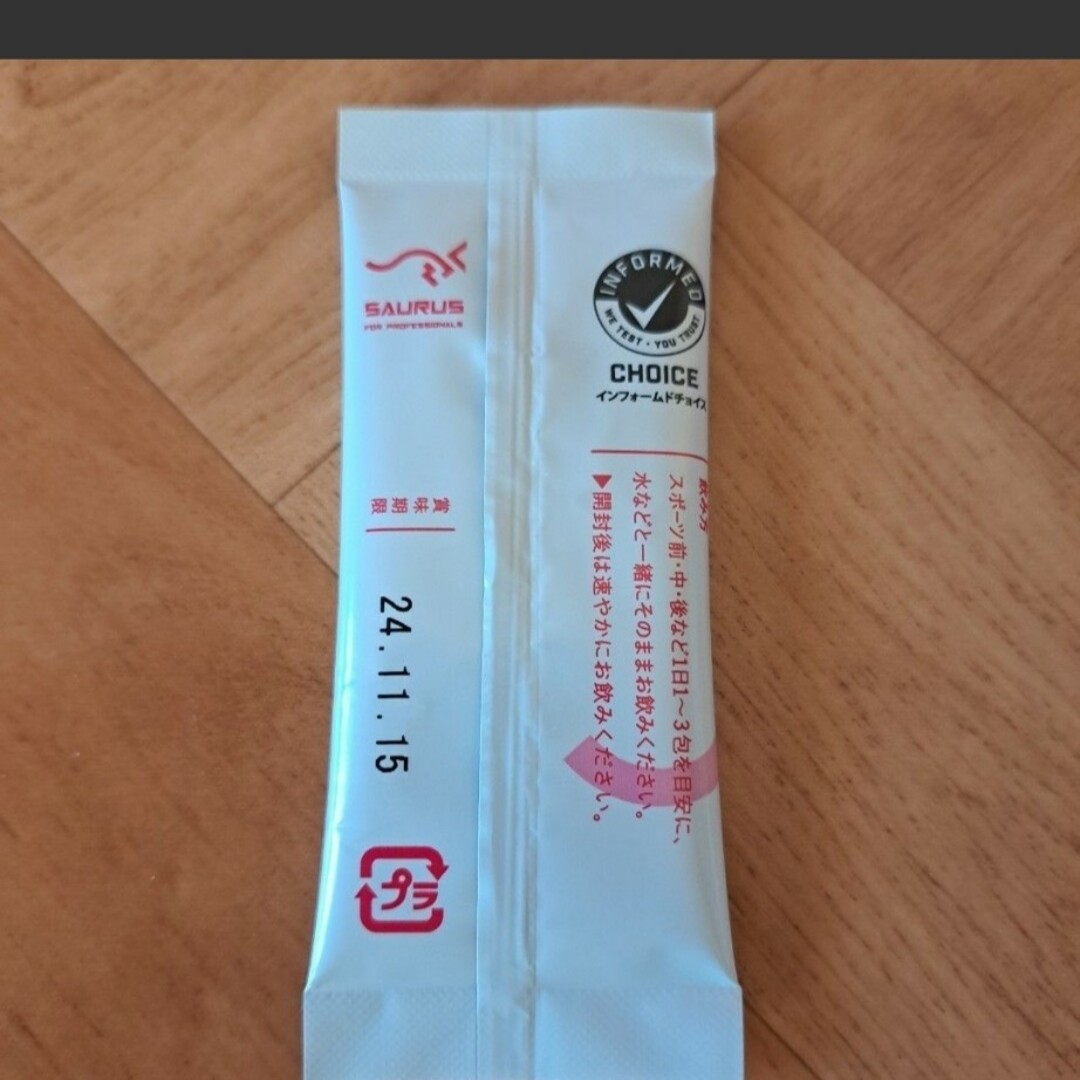 SAURUS
FOR PROFESSIONALS
賞味
期限
24.11.15
プラ
INFORMED
WE TEST · YOU TRUST
CHOICE
インフォームドチョイス
飲み方
スポーツ前・中・後など1日1〜3包を目安に、
水などと一緒にそのままお飲みください。
▶開封後は速やかにお飲みください。